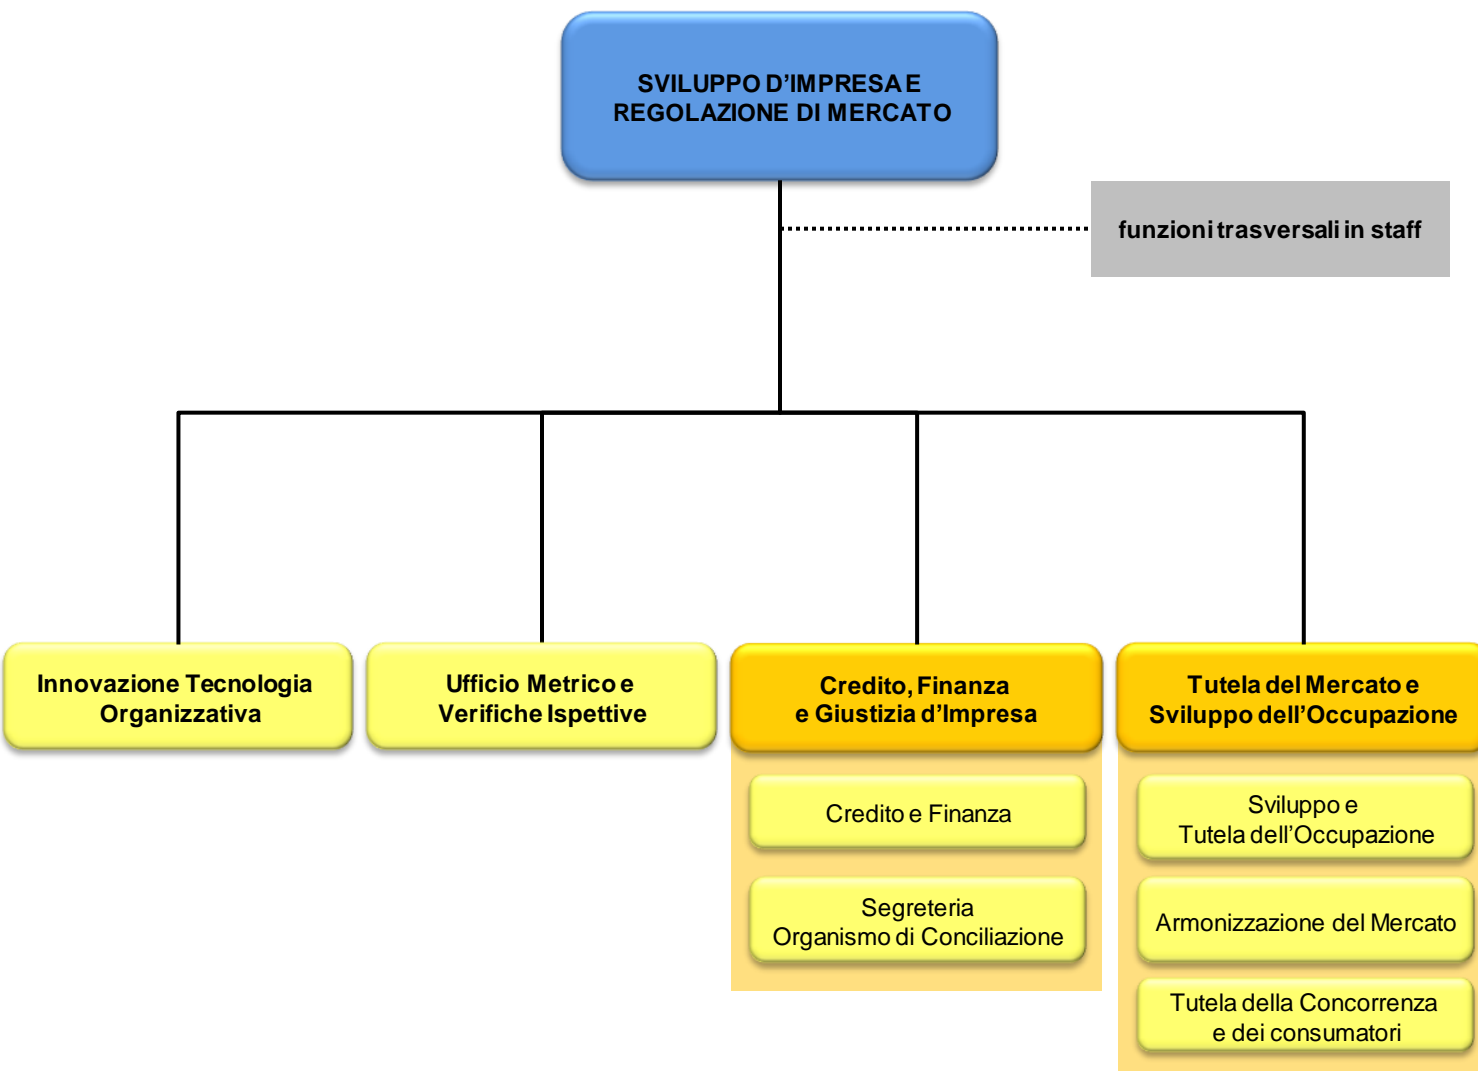 SVILUPPO D’IMPRESA E
REGOLAZIONE DI MERCATO
funzioni trasversali in staff
Innovazione Tecnologia
Organizzativa
Ufficio Metrico e
Verifiche Ispettive
Credito, Finanza
e Giustizia d’Impresa
Credito e Finanza
Segreteria
Organismo di Conciliazione
Tutela del Mercato e
Sviluppo dell’Occupazione
Sviluppo e
Tutela dell’Occupazione
Armonizzazione del Mercato
Tutela della Concorrenza
e dei consumatori